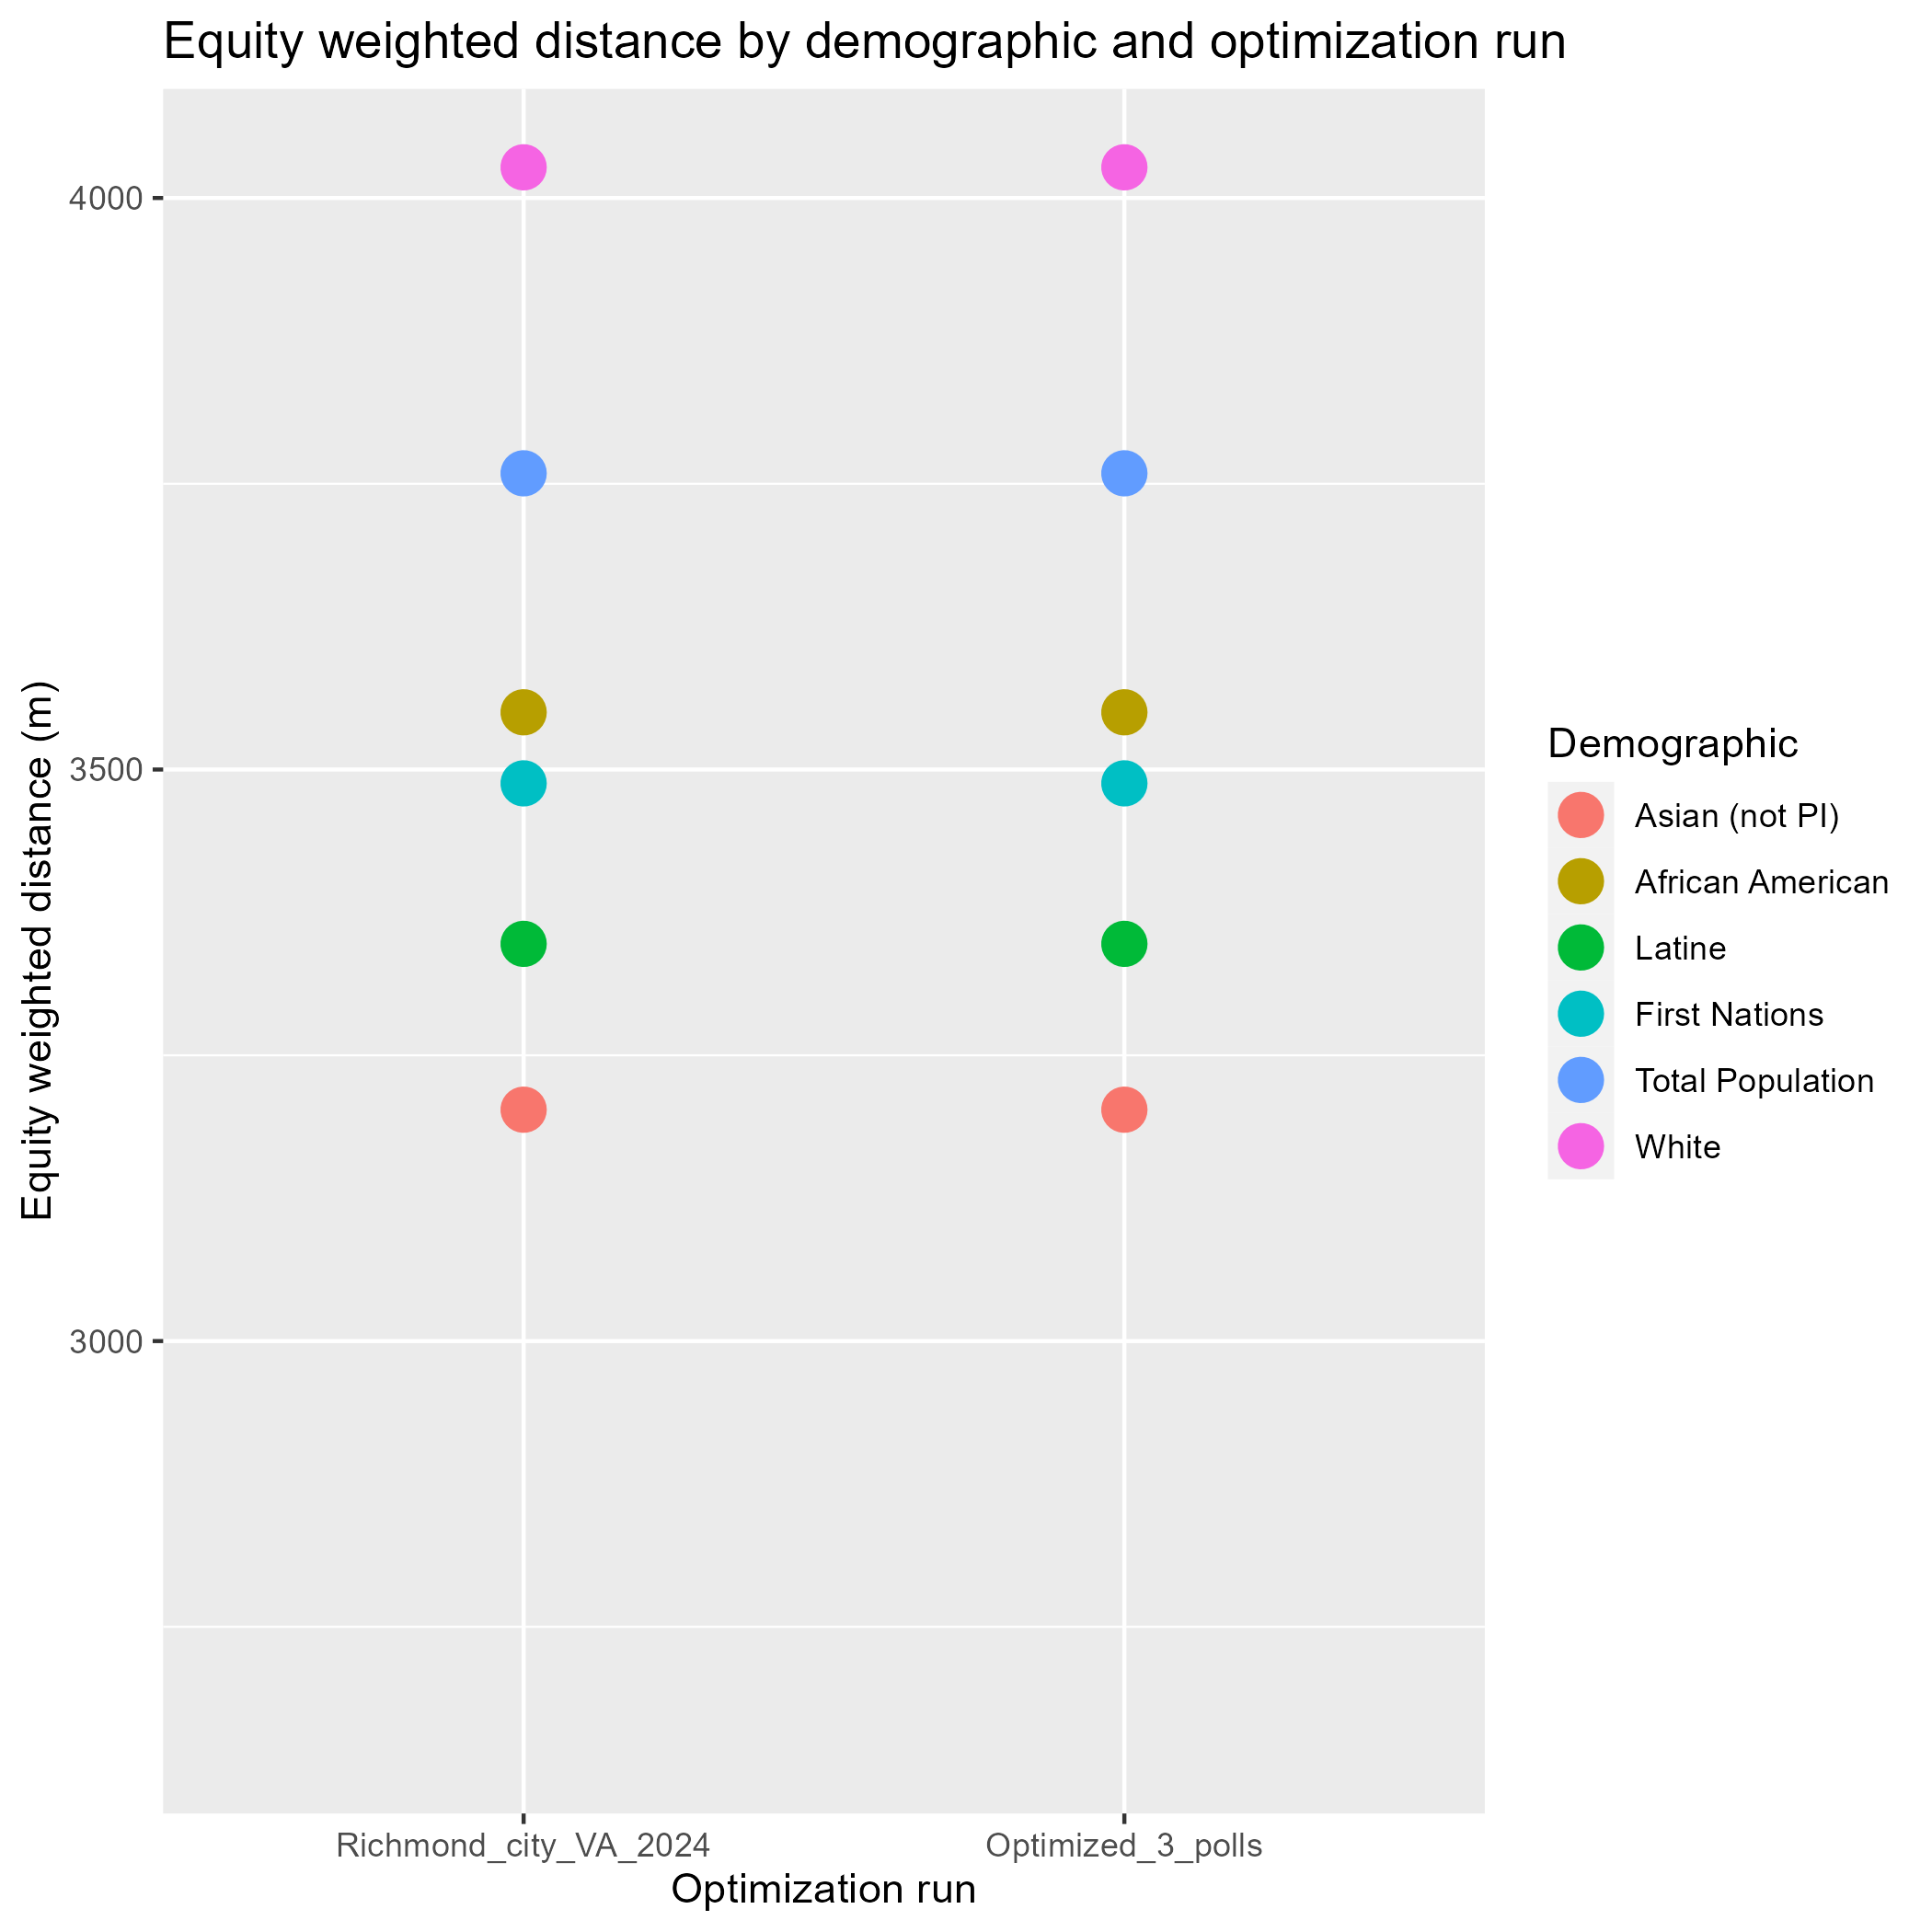 Equity weighted distance by demographic and optimization run
Equity weighted distance (m)
4000
3500
3000
Richmond_city_VA_2024
Optimized_3_polls
Optimization run
Demographic
Asian (not PI)
African American
Latine
First Nations
Total Population
White